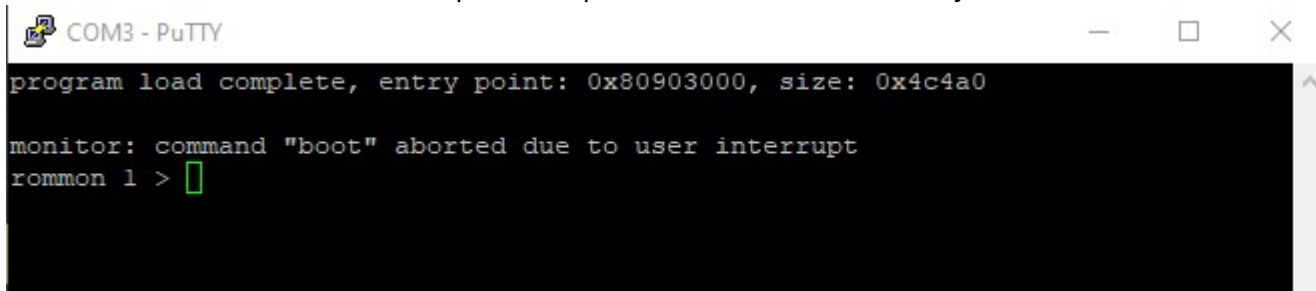 COM3 - PuTTY
program load complete, entry point: 0x80903000, size: 0x4c4a0
monitor: command "boot" aborted due to user interrupt
rommon 1 >